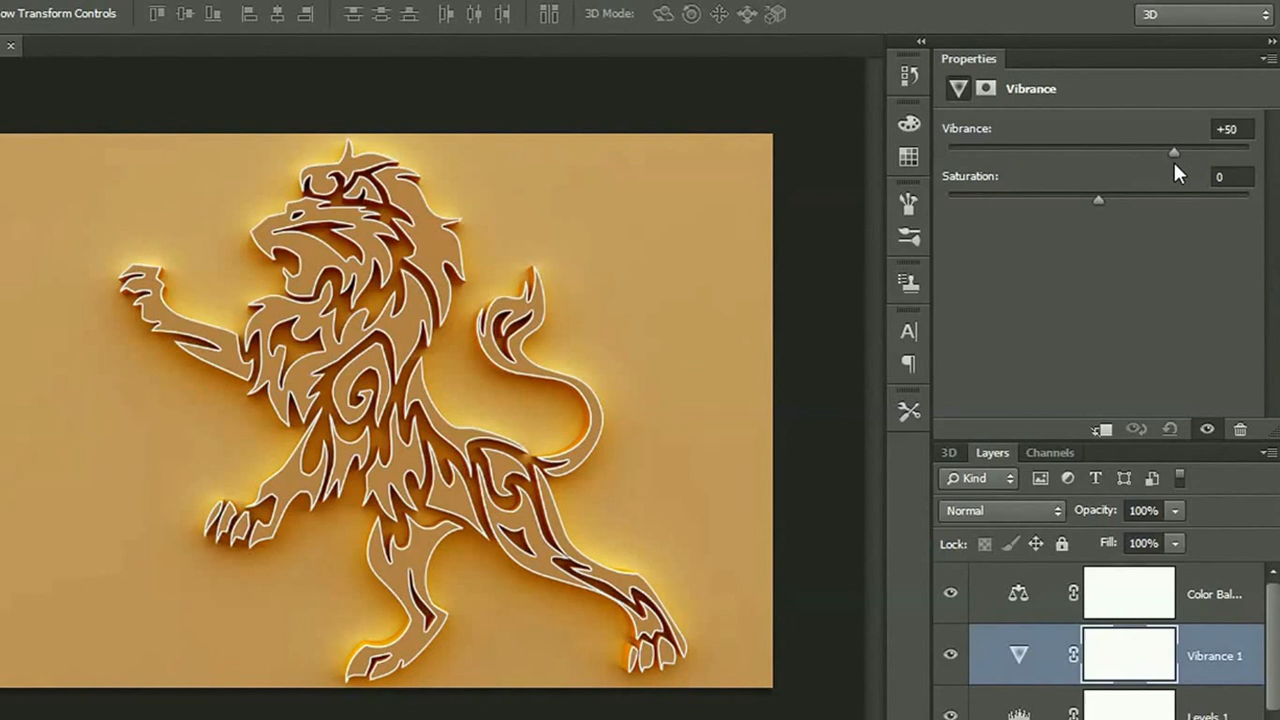 ow Transform Controls
3D Mode:
3D
Properties
Vibrance
Vibrance:
+50
Saturation:
0
3D Layers Channels
Kind
Normal
Opacity: 100%
Lock:
Fill: 100%
Color Bal...
Vibrance 1
Levels 1